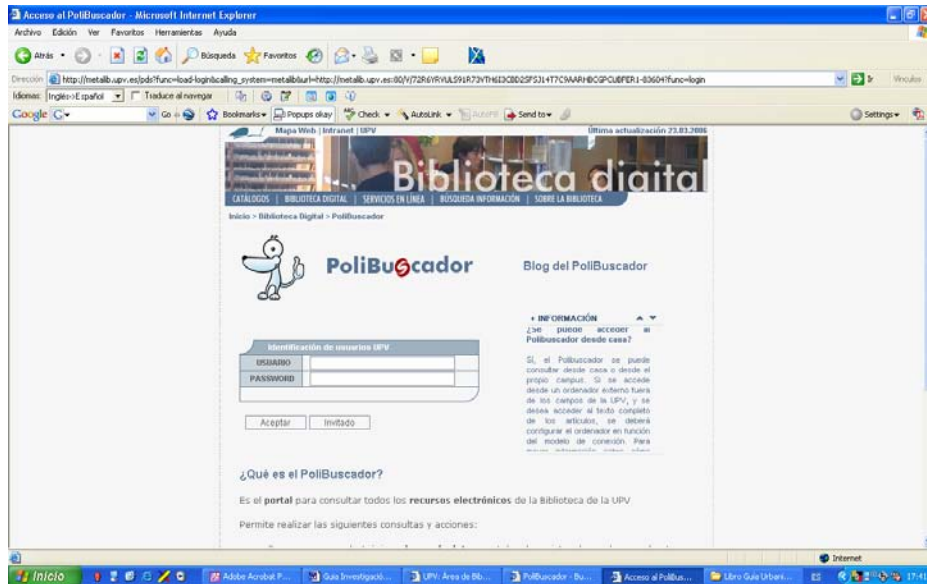 Acceso al PoliBuscador - Microsoft Internet Explorer
Archivo Edición Ver Favoritos Herramientas Ayuda
Atrás Búsqueda Favoritos
Dirección
Vínculos
Idiomas: Inglés->Español Traduce al navegar
Google Go Bookmarks Popups okay Check AutoLink AutoFill Send to Settings
Mapa Web | Intranet | UPV Última actualización 23.03.2006
Biblioteca digital
CATÁLOGOS | BIBLIOTECA DIGITAL | SERVICIOS EN LÍNEA | BÚSQUEDA INFORMACIÓN | SOBRE LA BIBLIOTECA
Inicio > Biblioteca Digital > PoliBuscador
PoliBuscador
Blog del PoliBuscador
+ INFORMACIÓN
¿Se puede acceder al
Polibuscador desde casa?
Sí, el Polibuscador se puede
consultar desde casa o desde el
propio campus. Si se accede
desde un ordenador externo fuera
de los campos de la UPV, y se
desea acceder al texto completo
de los artículos, se deberá
configurar el ordenador en función
del modelo de conexión. Para
Identificación de usuarios UPV
USUARIO
PASSWORD
Aceptar Invitado
¿Qué es el PoliBuscador?
Es el portal para consultar todos los recursos electrónicos de la Biblioteca de la UPV
Permite realizar las siguientes consultas y acciones:
Internet
Inicio Adobe Acrobat P... Guia Investigació... UPV: Área de Bib... PoliBuscador - Bu... Acceso al PoliBus... Libro Guia Urbani... ES 17:41